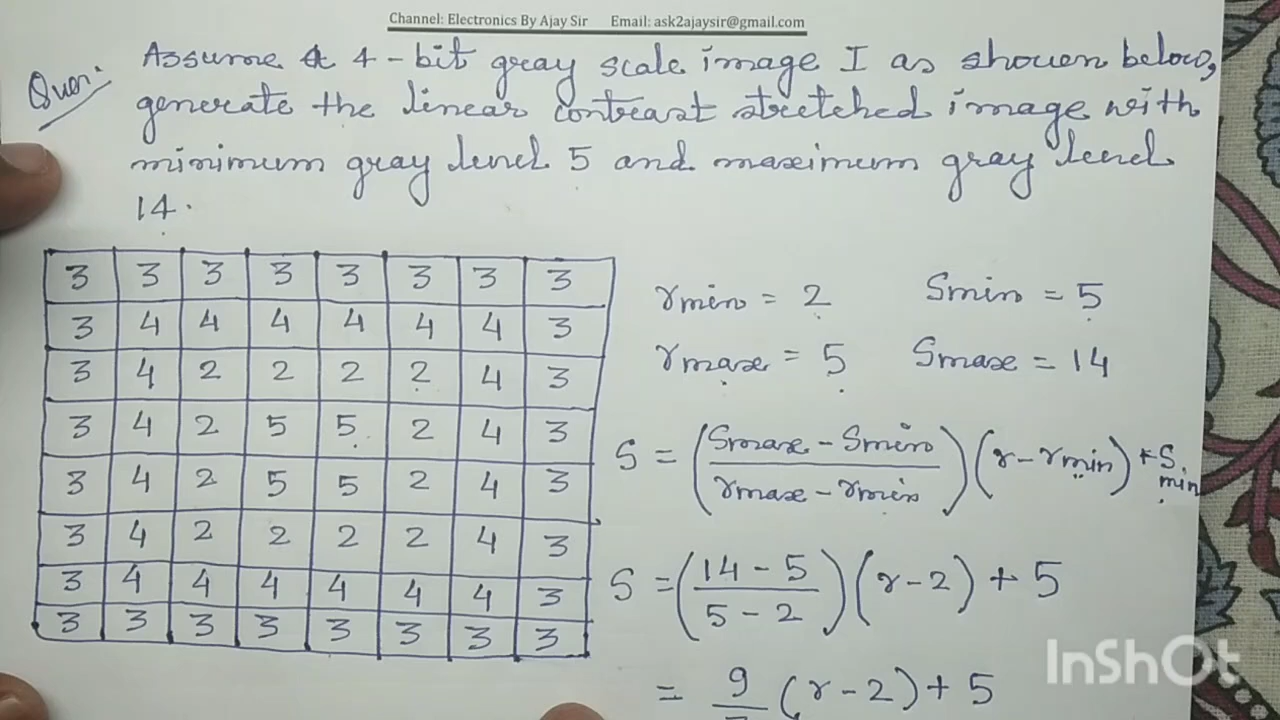 Channel: Electronics By Ajay Sir Email: ask2ajaysir@gmail.com
Ques: Assume a 4-bit gray scale image I as shown below,
generate the linear contrast stretched image with
minimum gray level 5 and maximum gray level
14.
3 3 3 3 3 3 3 3
3 4 4 4 4 4 4 3
3 4 2 2 2 2 4 3
3 4 2 5 5 2 4 3
3 4 2 5 5 2 4 3
3 4 2 2 2 2 4 3
3 4 4 4 4 4 4 3
3 3 3 3 3 3 3 3
rmin = 2 Smin = 5
rmax = 5 Smax = 14
S = (Smax - Smin / rmax - rmin) (r - rmin) + Smin
S = (14 - 5 / 5 - 2) (r - 2) + 5
= 9 (r - 2) + 5
InShOt